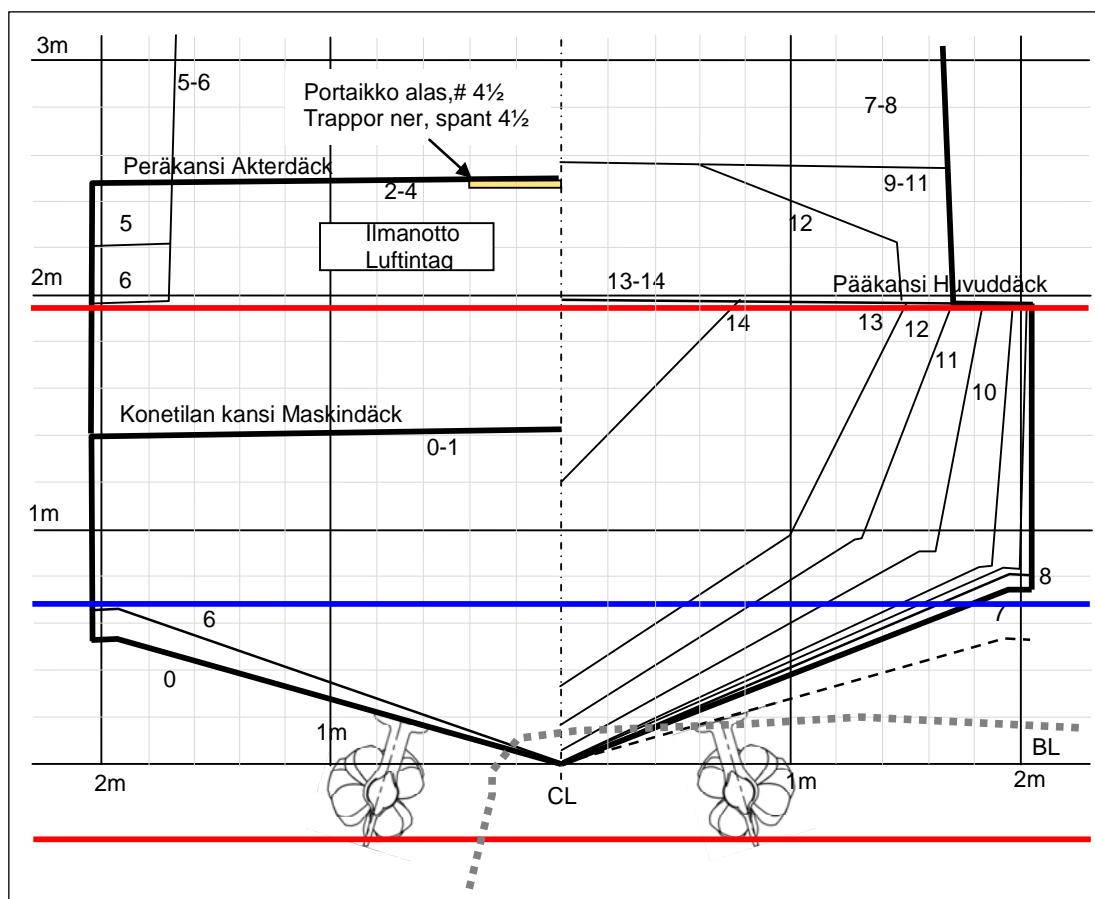 3m
5-6
Portaikko alas,# 4½
Trappor ner, spant 4½
7-8
Peräkansi Akterdäck
2-4
9-11
5
12
Ilmanotto
Luftintag
6
2m
13-14
Pääkansi Huvuddäck
14
13
12
11
10
Konetilan kansi Maskindäck
0-1
1m
8
6
7
0
1m
BL
2m
CL
1m
2m